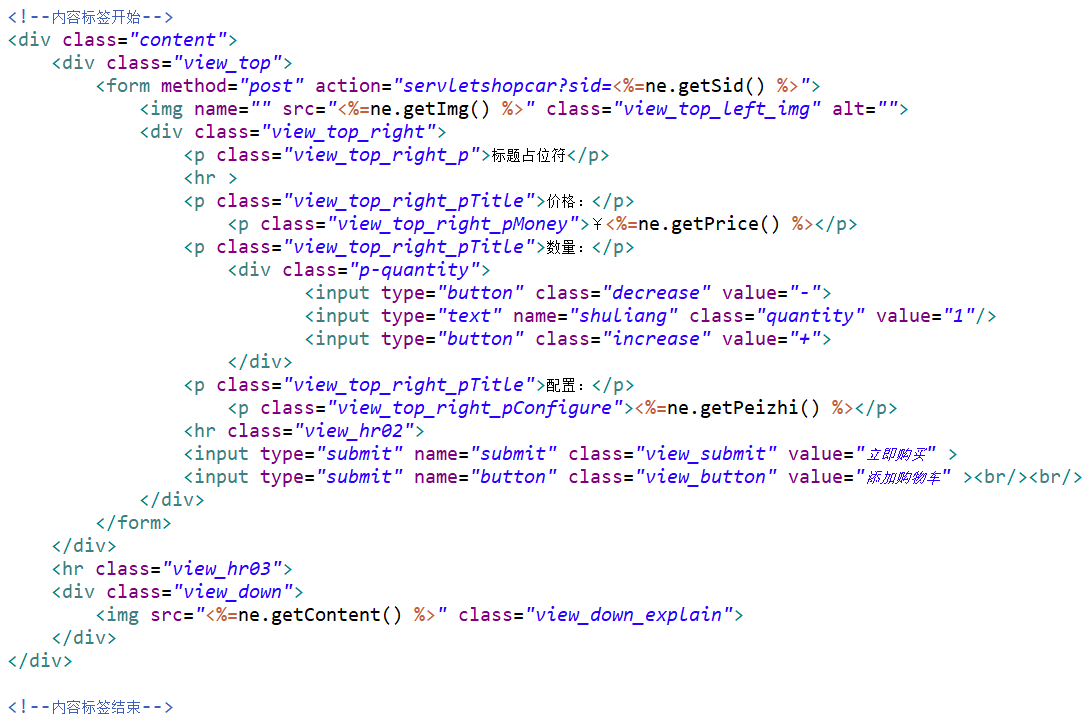 <!--内容标签开始-->
<div class="content">
    <div class="view_top">
        <form method="post" action="servletshopcar?sid=<%=ne.getSid() %>">
            <img name="" src="<%=ne.getImg() %>" class="view_top_left_img" alt="">
            <div class="view_top_right">
                <p class="view_top_right_p">标题占位符</p>
                <hr >
                <p class="view_top_right_pTitle">价格：</p>
                    <p class="view_top_right_pMoney">￥<%=ne.getPrice() %></p>
                <p class="view_top_right_pTitle">数量：</p>
                    <div class="p-quantity">
                           <input type="button" class="decrease" value="-">
                           <input type="text" name="shuliang" class="quantity" value="1"/>
                           <input type="button" class="increase" value="+">
                    </div>
                <p class="view_top_right_pTitle">配置：</p>
                    <p class="view_top_right_pConfigure"><%=ne.getPeizhi() %></p>
                <hr class="view_hr02">
                <input type="submit" name="submit" class="view_submit" value="立即购买" >
                <input type="submit" name="button" class="view_button" value="添加购物车" ><br/><br/>
            </div>
        </form>
    </div>
    <hr class="view_hr03">
    <div class="view_down">
        <img src="<%=ne.getContent() %>" class="view_down_explain">
    </div>
</div>

<!--内容标签结束-->